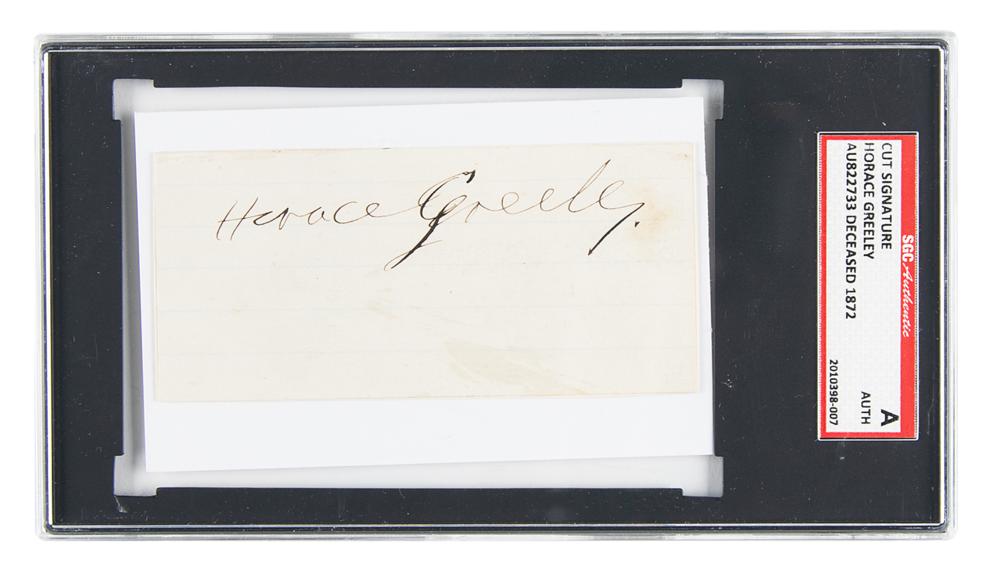 Horace Greeley.
SGC Authentic
CUT SIGNATURE
HORACE GREELEY
AU822733 DECEASED 1872
A
AUTH
2010398-007